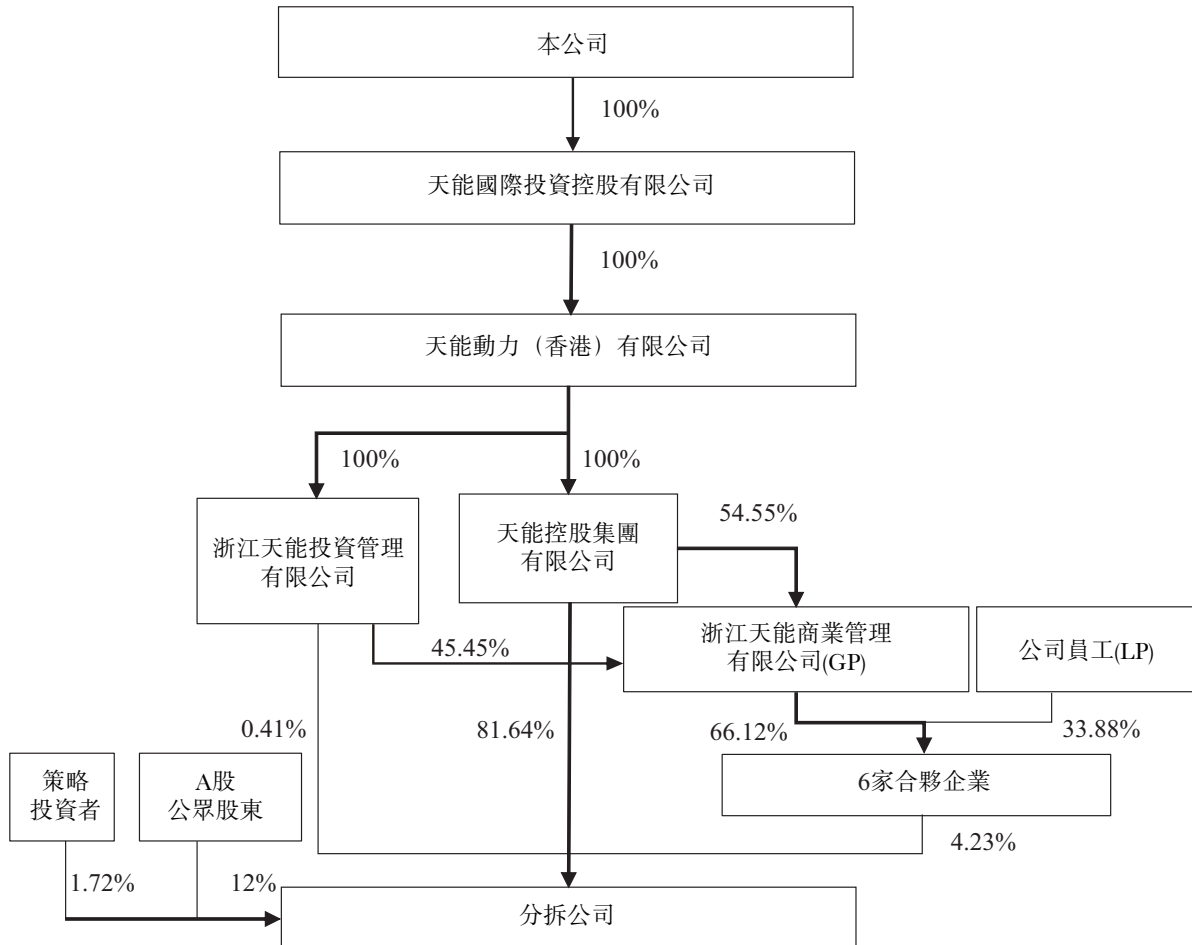 本公司
100%
天能國際投資控股有限公司
100%
天能動力（香港）有限公司
100%
100%
浙江天能投資管理
有限公司
天能控股集團
有限公司
54.55%
45.45%
浙江天能商業管理
有限公司(GP)
公司員工(LP)
0.41%
81.64%
66.12%
33.88%
策略
投資者
A股
公眾股東
6家合夥企業
4.23%
1.72%
12%
分拆公司